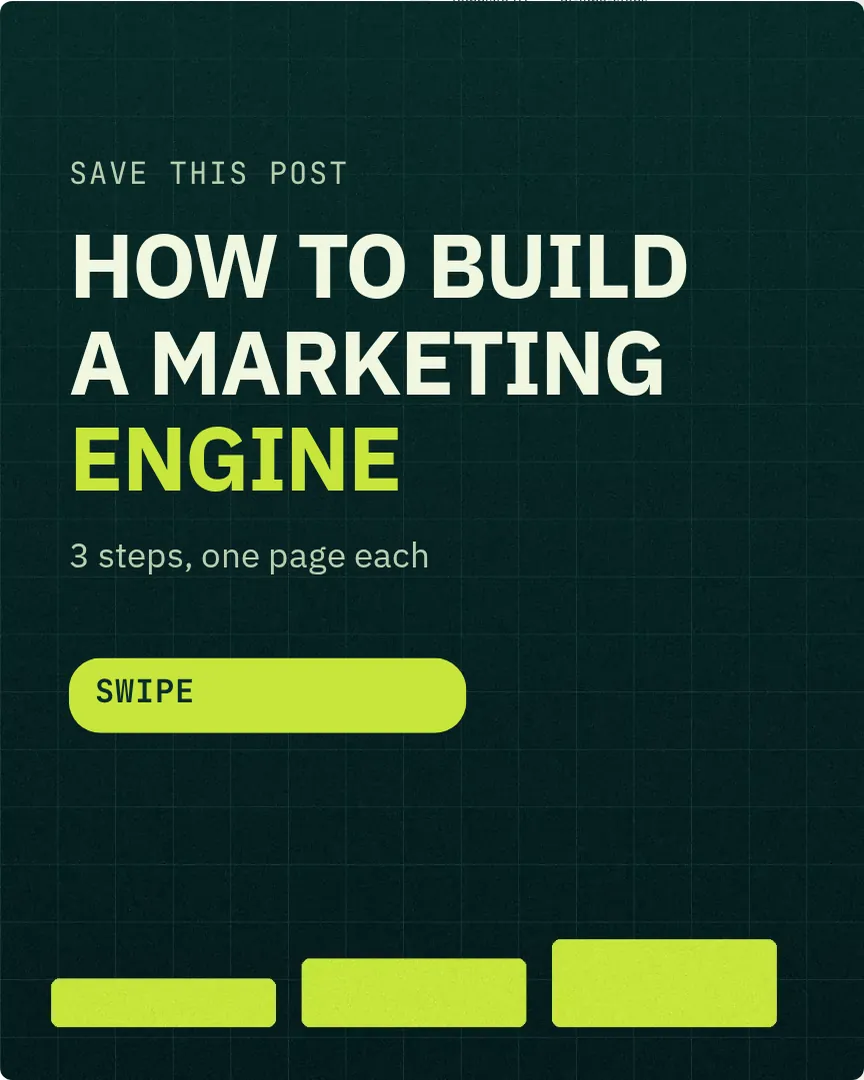 SAVE THIS POST
HOW TO BUILD
A MARKETING
ENGINE
3 steps, one page each
SWIPE